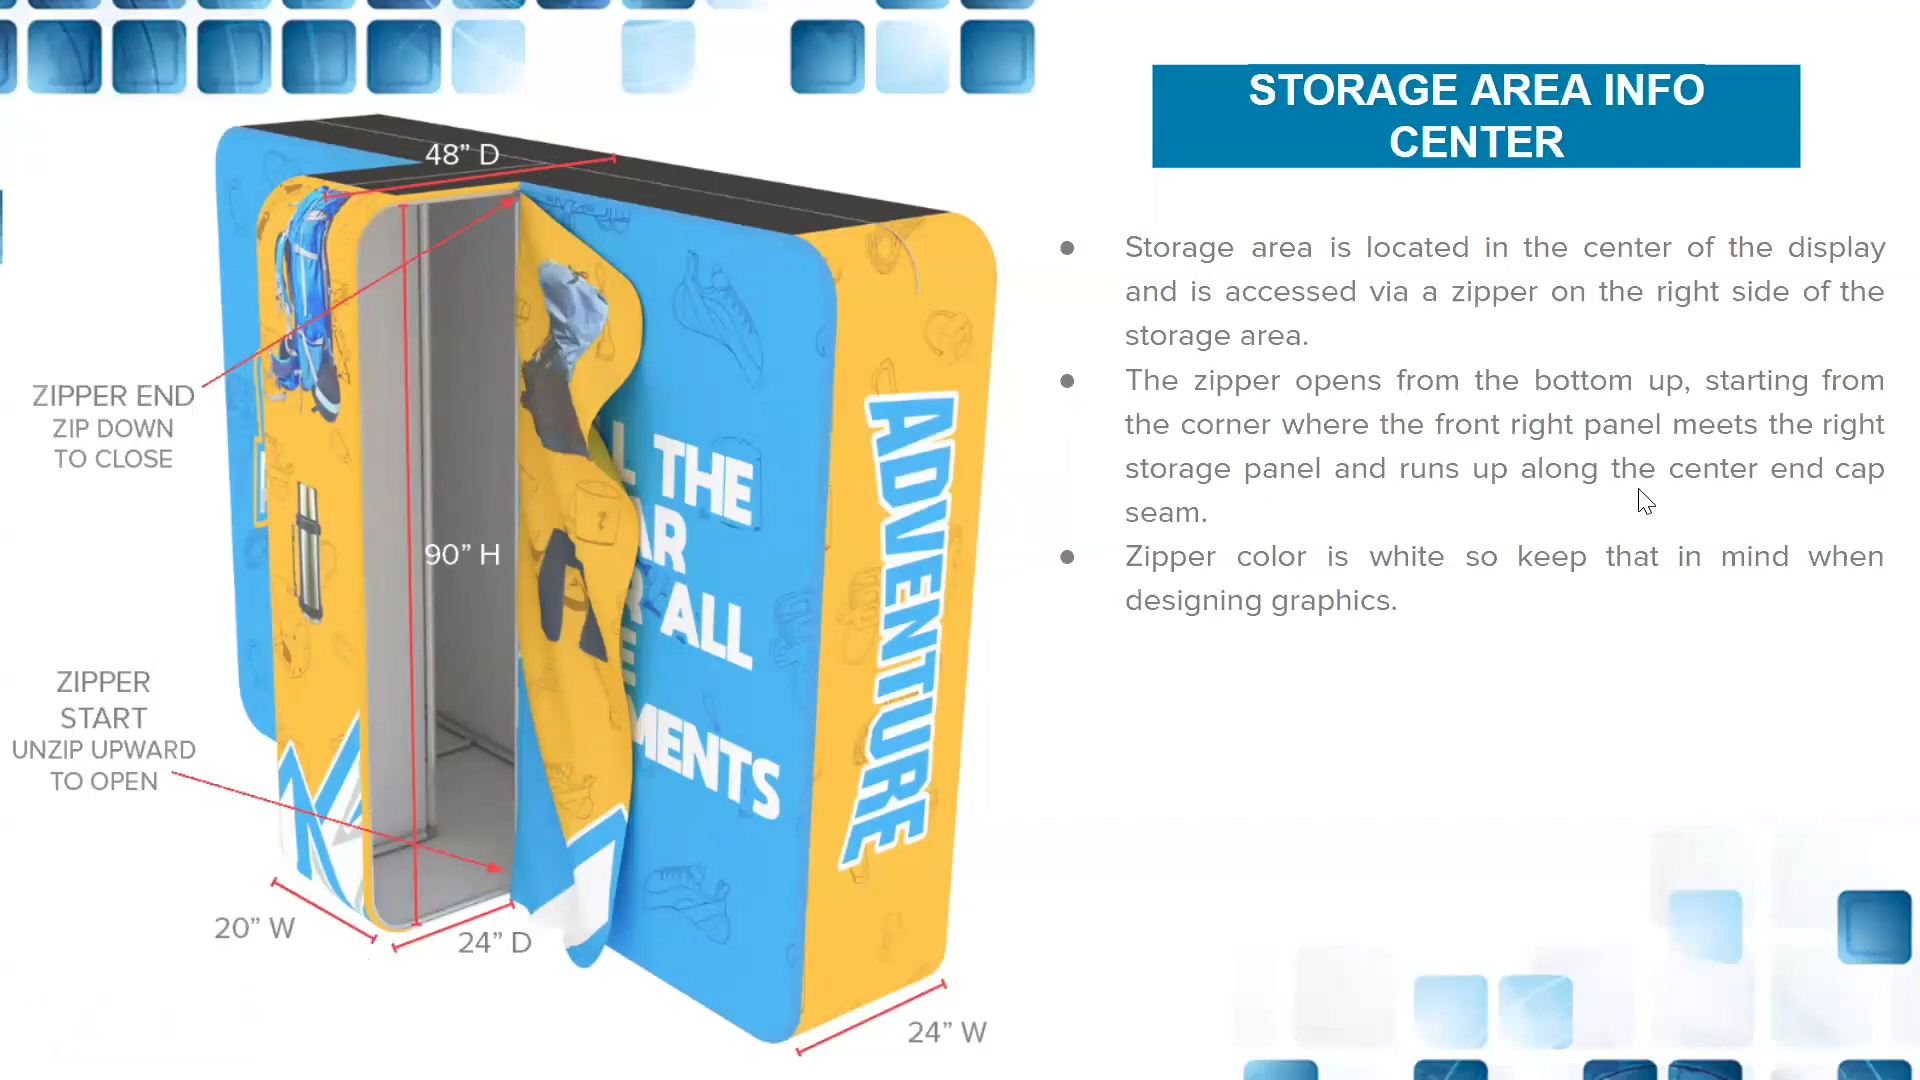 STORAGE AREA INFO
CENTER
48” D
ZIPPER END
ZIP DOWN
TO CLOSE
90” H
ZIPPER
START
UNZIP UPWARD
TO OPEN
20” W
24” D
24” W
L THE
AR
R ALL
E
MENTS
ADVENTURE
● Storage area is located in the center of the display
and is accessed via a zipper on the right side of the
storage area.
● The zipper opens from the bottom up, starting from
the corner where the front right panel meets the right
storage panel and runs up along the center end cap
seam.
● Zipper color is white so keep that in mind when
designing graphics.